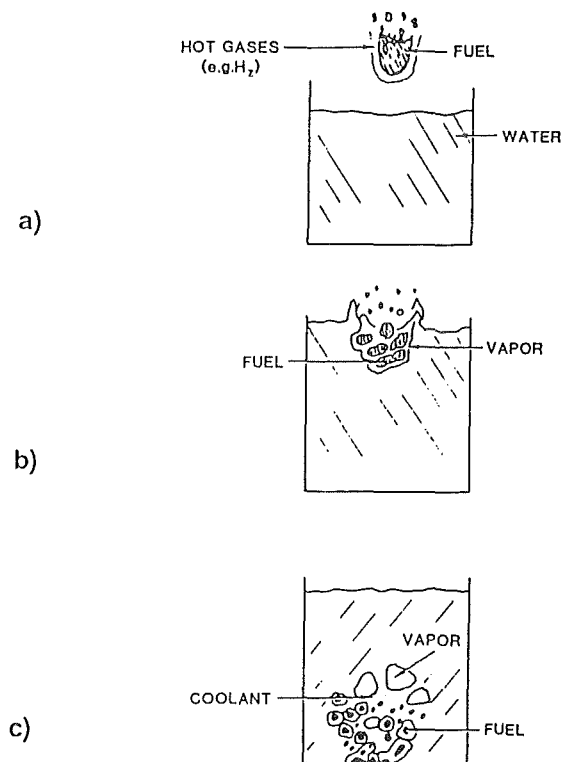 HOT GASES
(e.g.H₂)
FUEL
WATER
a)
FUEL
VAPOR
b)
VAPOR
COOLANT
FUEL
c)